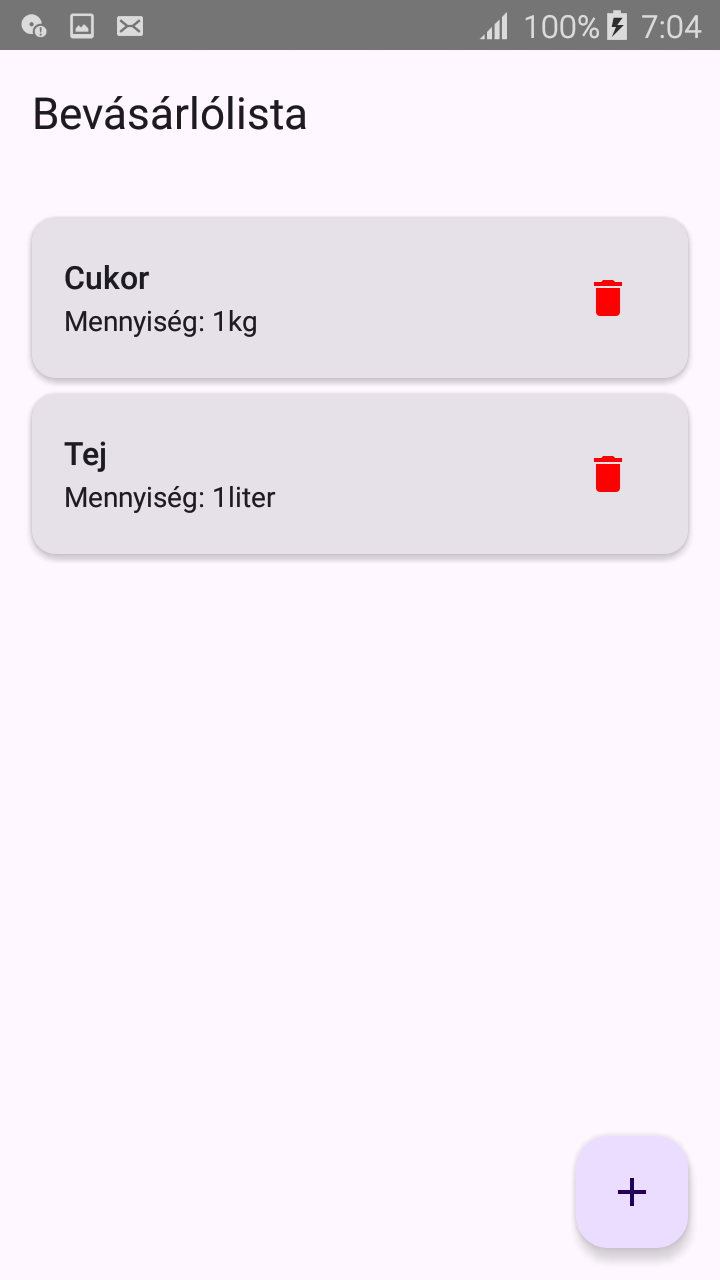 100% 7:04
Bevásárlólista
Cukor
Mennyiség: 1kg
Tej
Mennyiség: 1liter